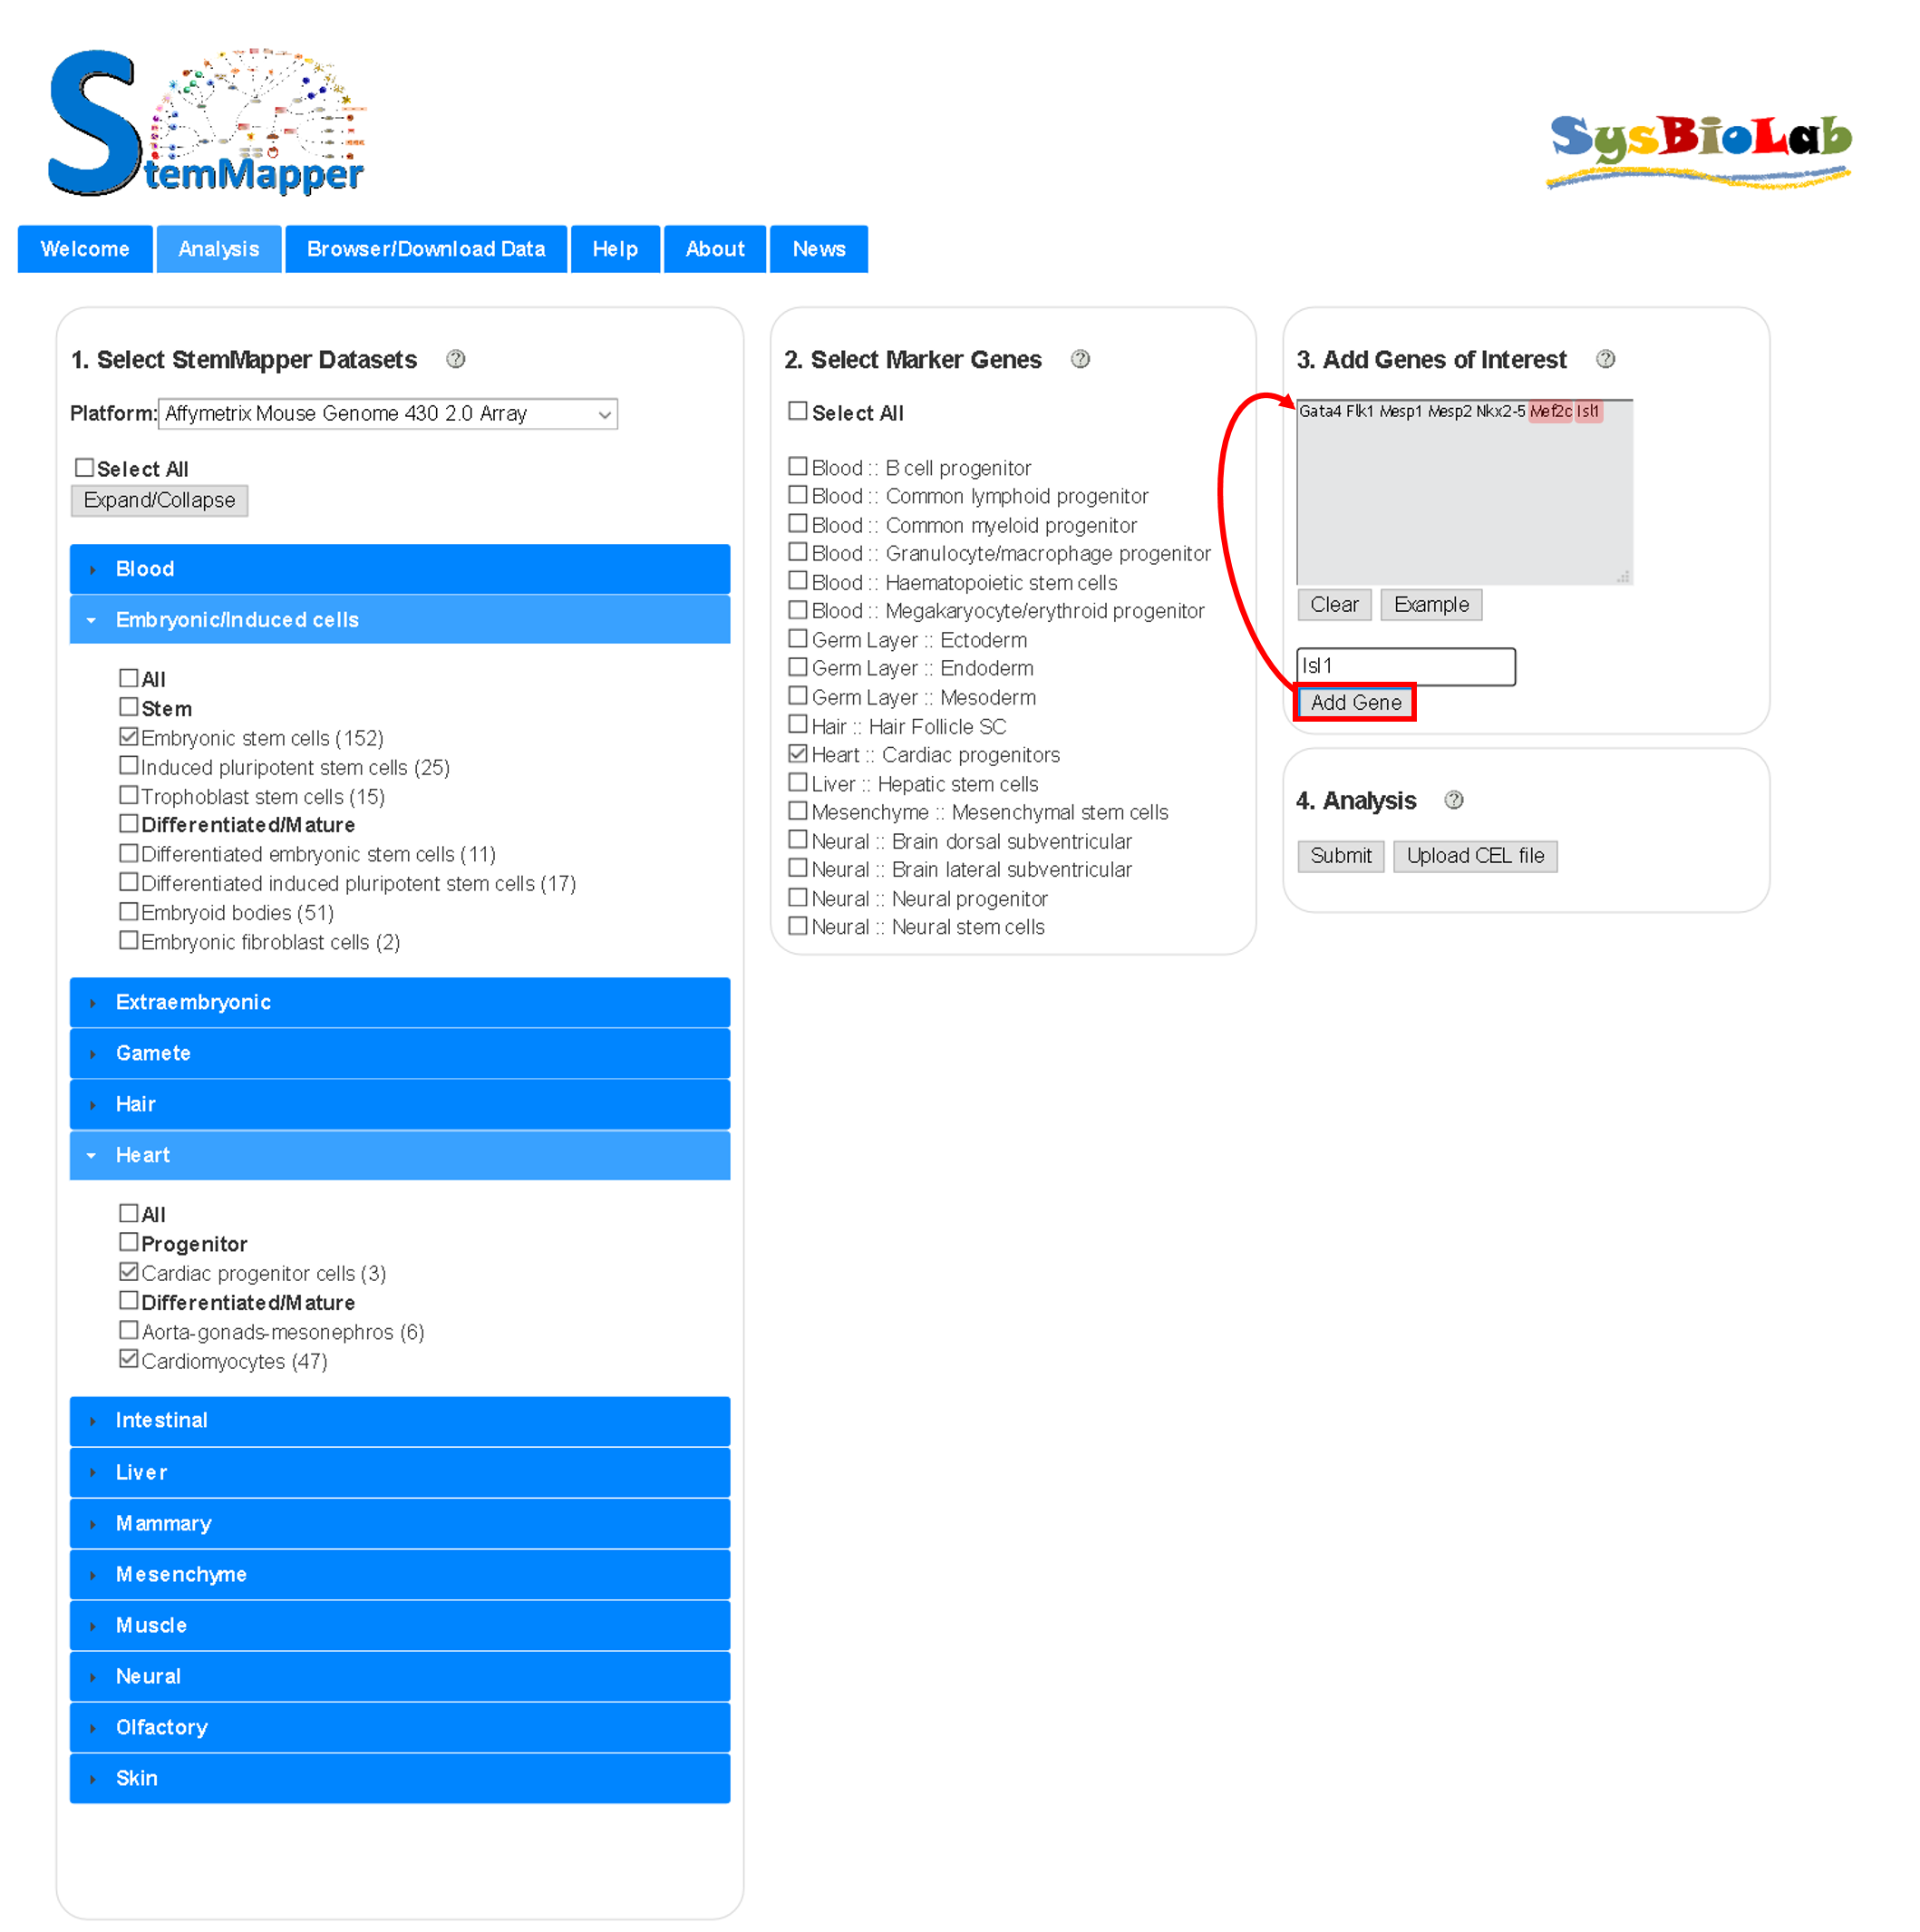 StemMapper
SysBioLab
Welcome
Analysis
Browser/Download Data
Help
About
News
1. Select StemMapper Datasets
Platform: Affymetrix Mouse Genome 430 2.0 Array
Select All
Expand/Collapse
Blood
Embryonic/Induced cells
All
Stem
Embryonic stem cells (152)
Induced pluripotent stem cells (25)
Trophoblast stem cells (15)
Differentiated/Mature
Differentiated embryonic stem cells (11)
Differentiated induced pluripotent stem cells (17)
Embryoid bodies (51)
Embryonic fibroblast cells (2)
Extraembryonic
Gamete
Hair
Heart
All
Progenitor
Cardiac progenitor cells (3)
Differentiated/Mature
Aorta-gonads-mesonephros (6)
Cardiomyocytes (47)
Intestinal
Liver
Mammary
Mesenchyme
Muscle
Neural
Olfactory
Skin
2. Select Marker Genes
Select All
Blood :: B cell progenitor
Blood :: Common lymphoid progenitor
Blood :: Common myeloid progenitor
Blood :: Granulocyte/macrophage progenitor
Blood :: Haematopoietic stem cells
Blood :: Megakaryocyte/erythroid progenitor
Germ Layer :: Ectoderm
Germ Layer :: Endoderm
Germ Layer :: Mesoderm
Hair :: Hair Follicle SC
Heart :: Cardiac progenitors
Liver :: Hepatic stem cells
Mesenchyme :: Mesenchymal stem cells
Neural :: Brain dorsal subventricular
Neural :: Brain lateral subventricular
Neural :: Neural progenitor
Neural :: Neural stem cells
3. Add Genes of Interest
Gata4 Flk1 Mesp1 Mesp2 Nkx2-5 Mef2c Isl1
Clear
Example
Isl1
Add Gene
4. Analysis
Submit
Upload CEL file